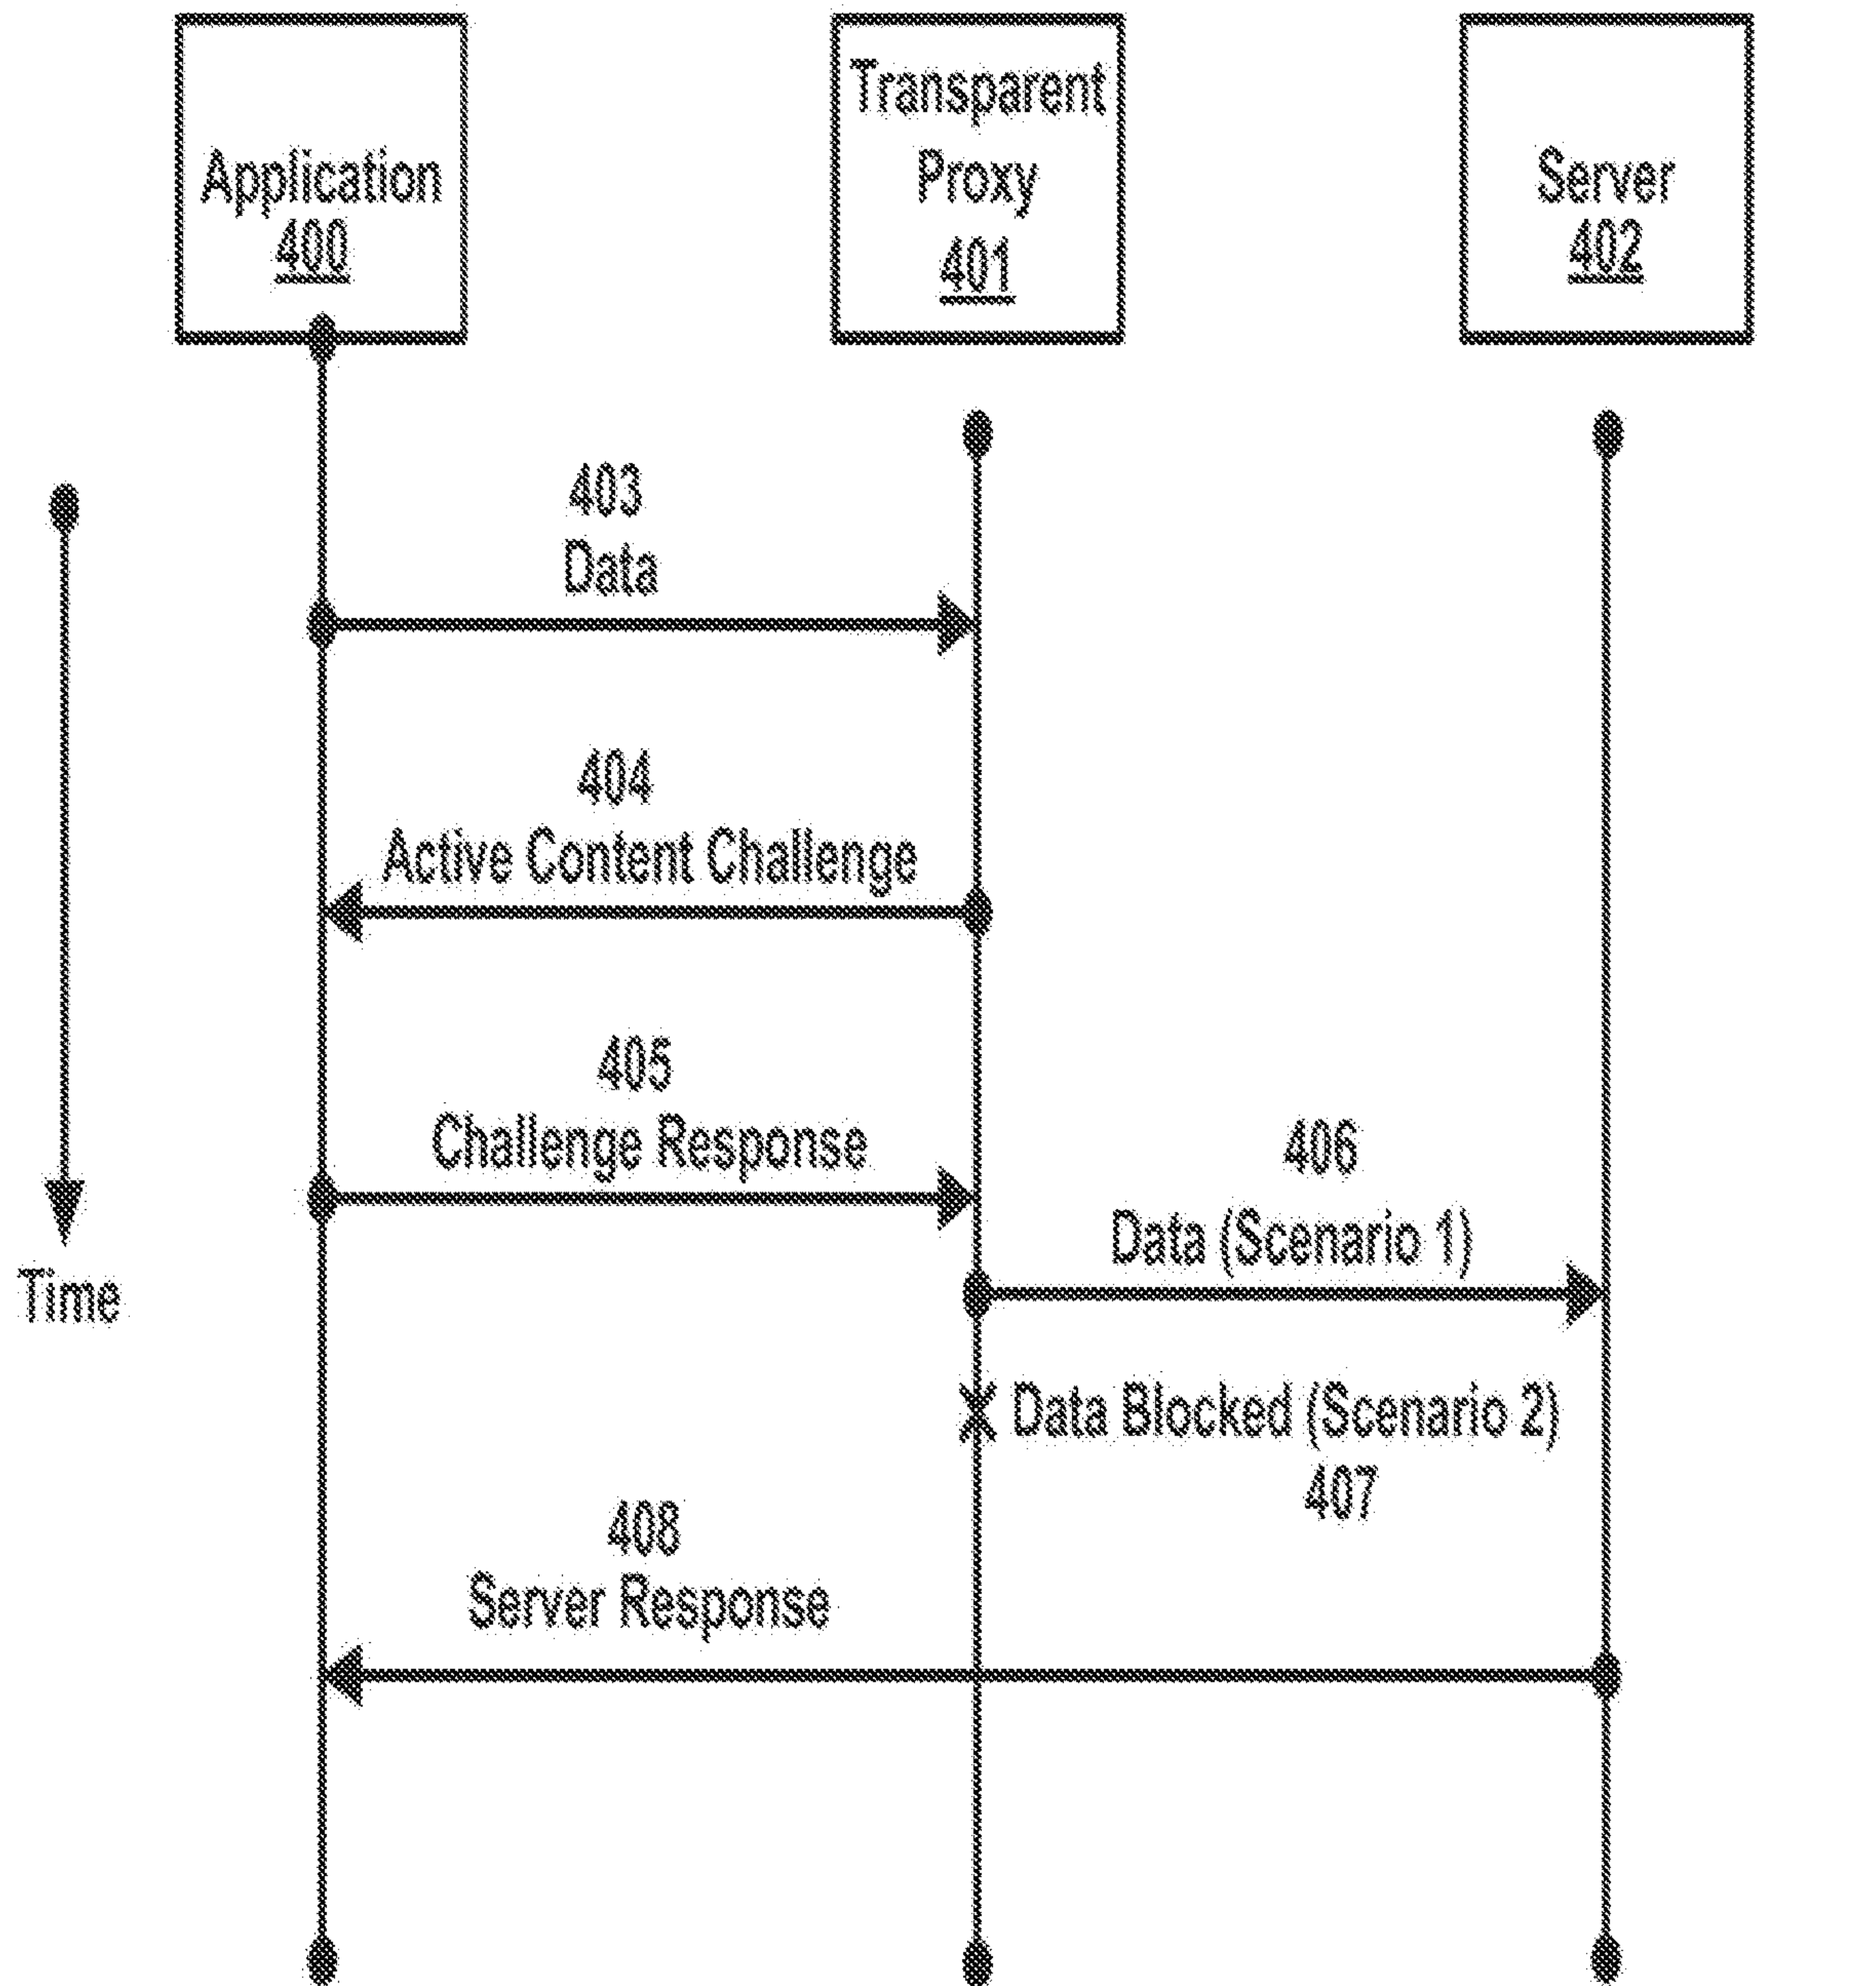 Application
400
Transparent
Proxy
401
Server
402
403
Data
404
Active Content Challenge
405
Challenge Response
406
Data (Scenario 1)
Time
Data Blocked (Scenario 2)
407
408
Server Response